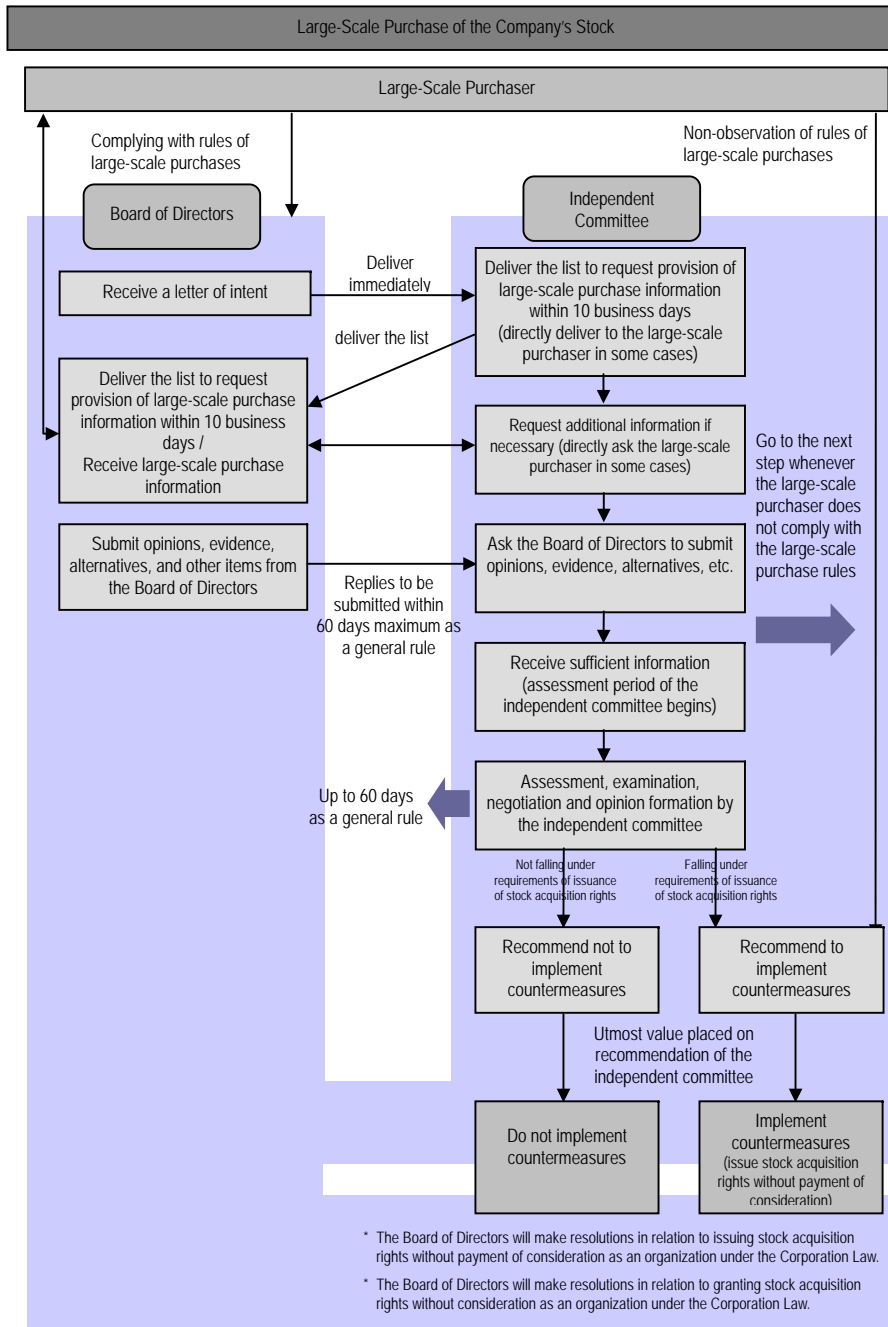 Large-Scale Purchase of the Company's Stock
Large-Scale Purchaser
Complying with rules of
large-scale purchases
Non-observation of rules of
large-scale purchases
Board of Directors
Independent
Committee
Receive a letter of intent
Deliver
immediately
Deliver the list to request provision of
large-scale purchase information
within 10 business days
(directly deliver to the large-scale
purchaser in some cases)
deliver the list
Deliver the list to request
provision of large-scale purchase
information within 10 business
days /
Receive large-scale purchase
information
Request additional information if
necessary (directly ask the large-scale
purchaser in some cases)
Go to the next
step whenever
the large-scale
purchaser does
not comply with
the large-scale
purchase rules
Submit opinions, evidence,
alternatives, and other items from
the Board of Directors
Ask the Board of Directors to submit
opinions, evidence, alternatives, etc.
Replies to be
submitted within
60 days maximum as
a general rule
Receive sufficient information
(assessment period of the
independent committee begins)
Up to 60 days
as a general rule
Assessment, examination,
negotiation and opinion formation by
the independent committee
Not falling under
requirements of issuance
of stock acquisition rights
Falling under
requirements of issuance
of stock acquisition rights
Recommend not to
implement
countermeasures
Recommend to
implement
countermeasures
Utmost value placed on
recommendation of the
independent committee
Do not implement
countermeasures
Implement
countermeasures
(issue stock acquisition
rights without payment of
consideration)
* The Board of Directors will make resolutions in relation to issuing stock acquisition
rights without payment of consideration as an organization under the Corporation Law.
* The Board of Directors will make resolutions in relation to granting stock acquisition
rights without consideration as an organization under the Corporation Law.